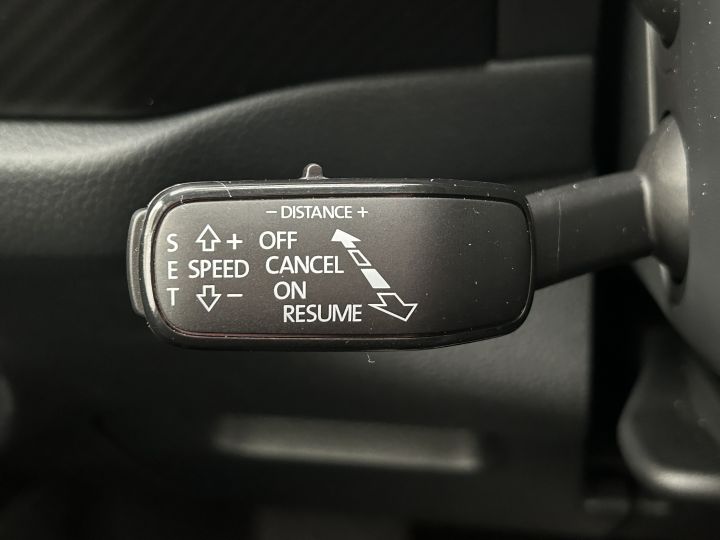 − DISTANCE +
S + OFF
E SPEED CANCEL
T − ON
RESUME